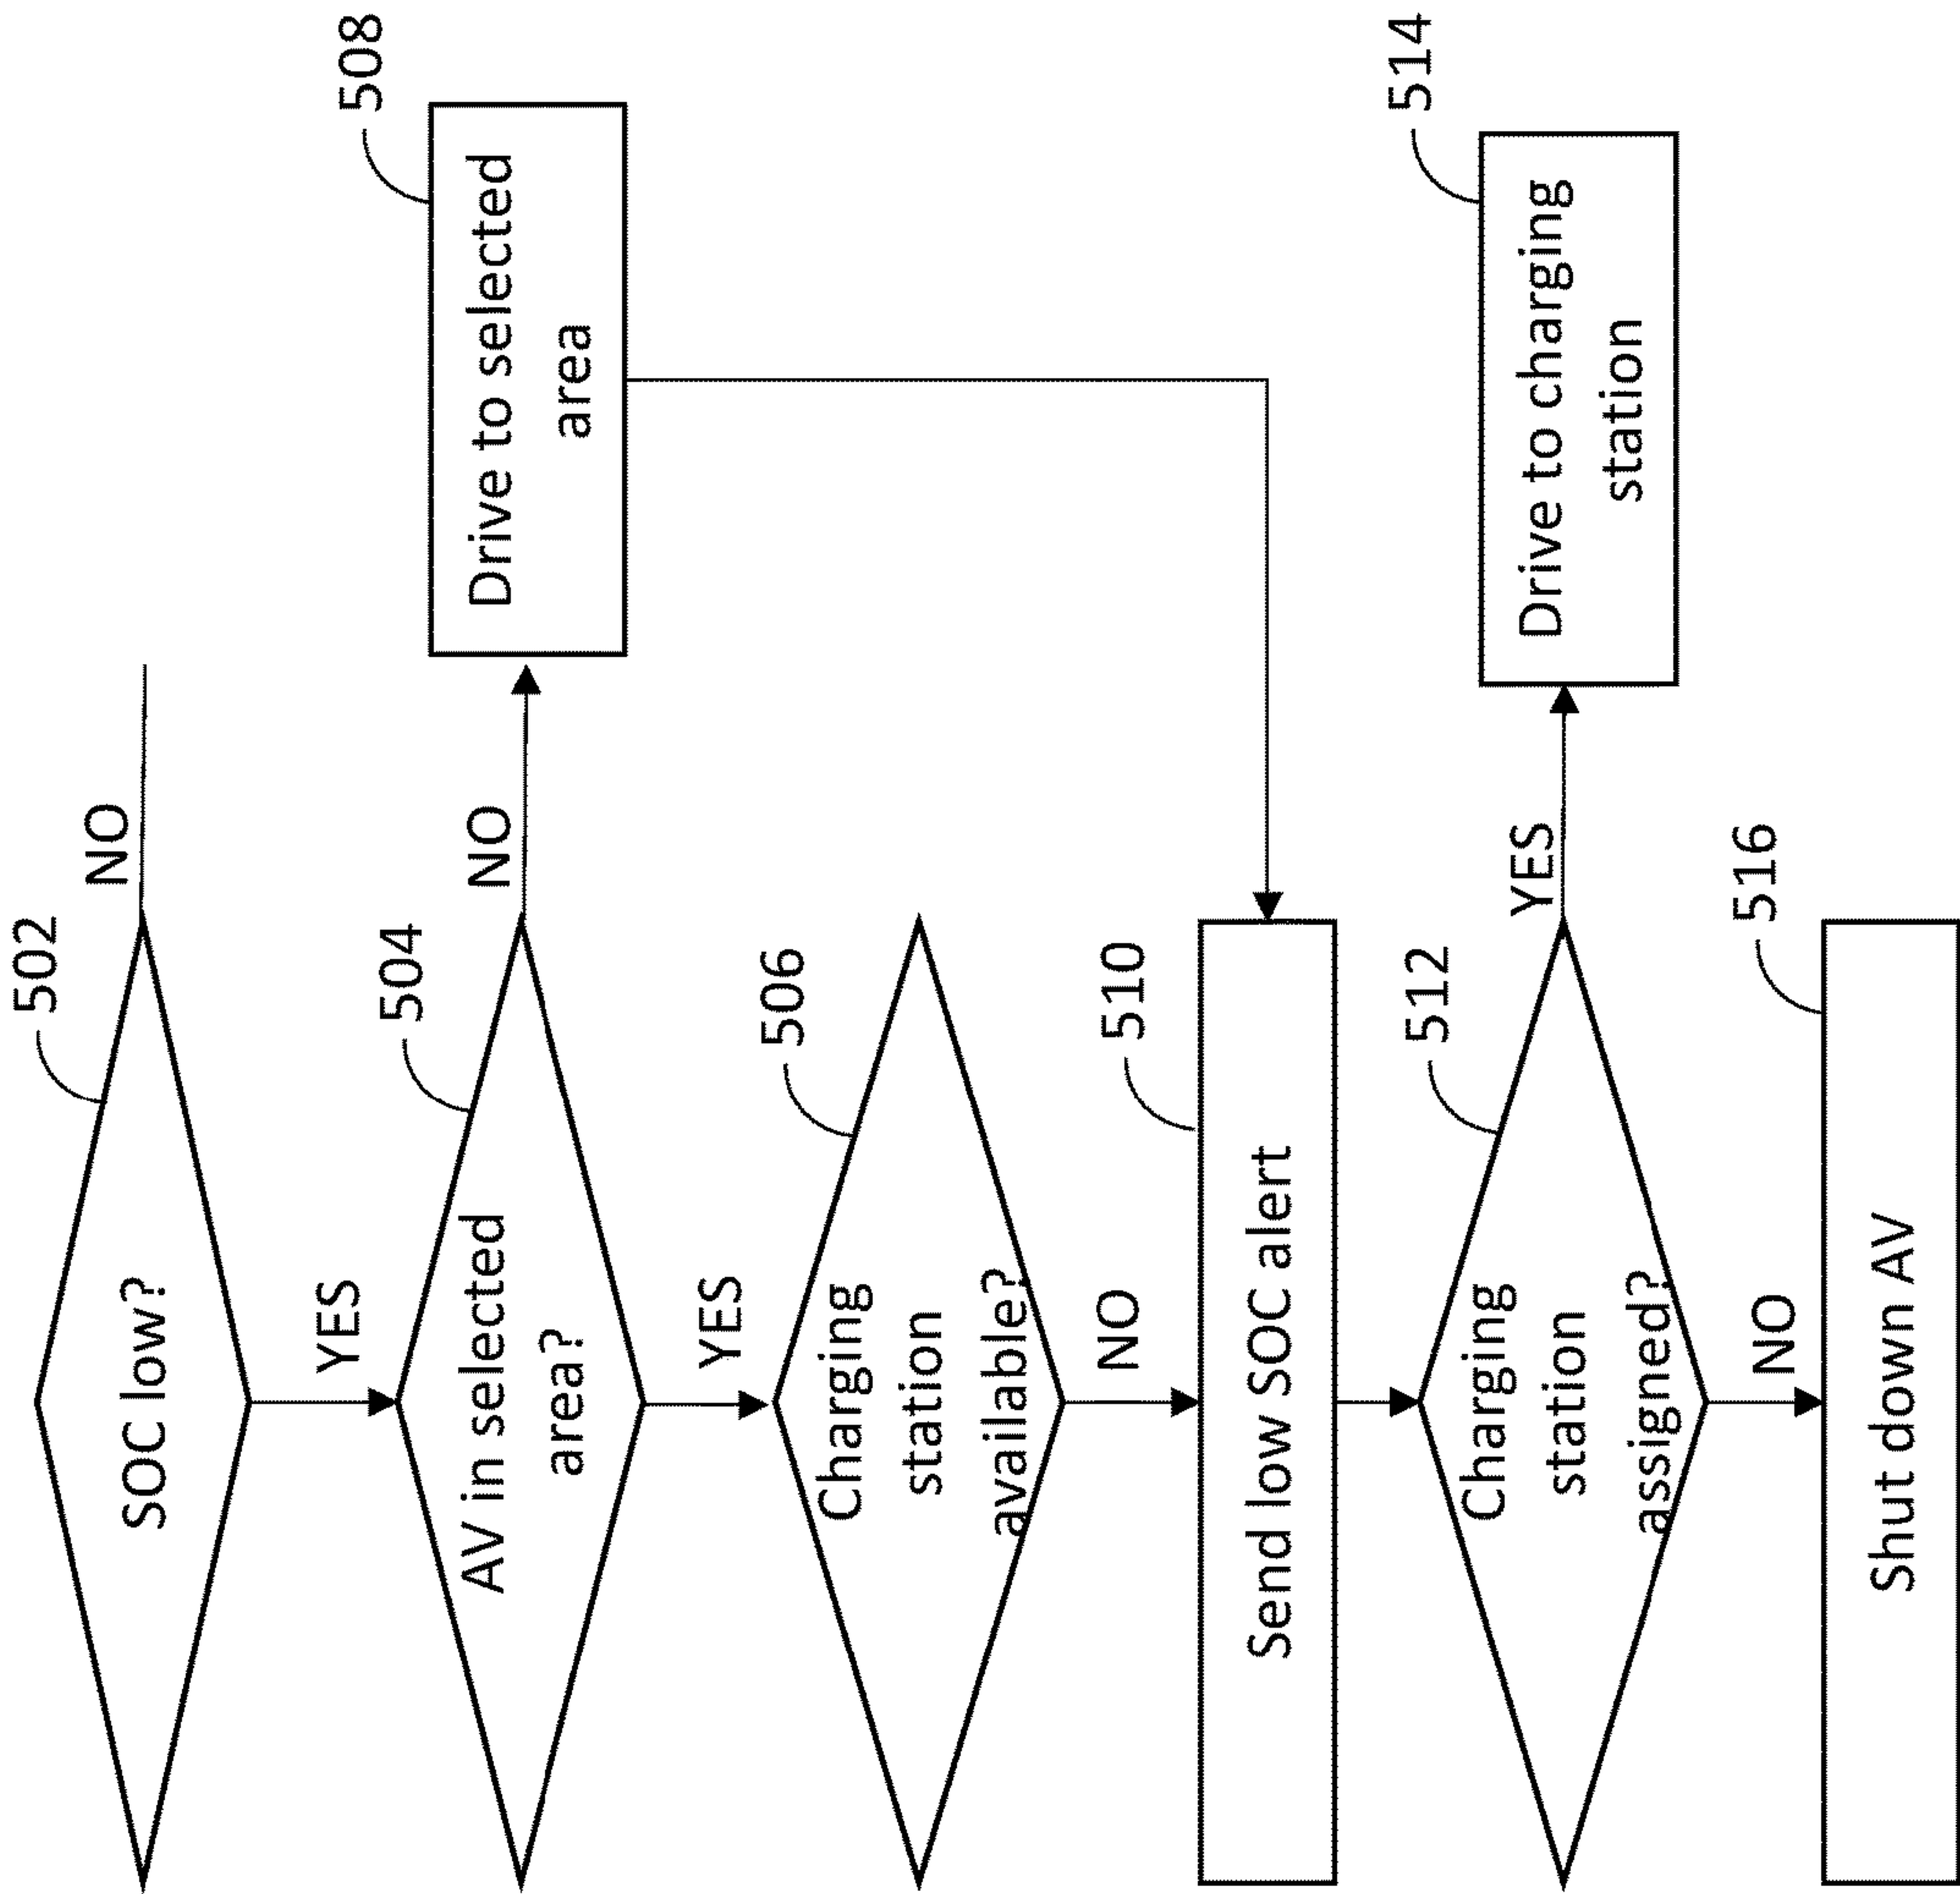 502
SOC low?
NO
YES
504
AV in selected
area?
NO
508
Drive to selected
area
YES
506
Charging
station
available?
NO
510
Send low SOC alert
512
Charging
station
assigned?
YES
514
Drive to charging
station
NO
516
Shut down AV